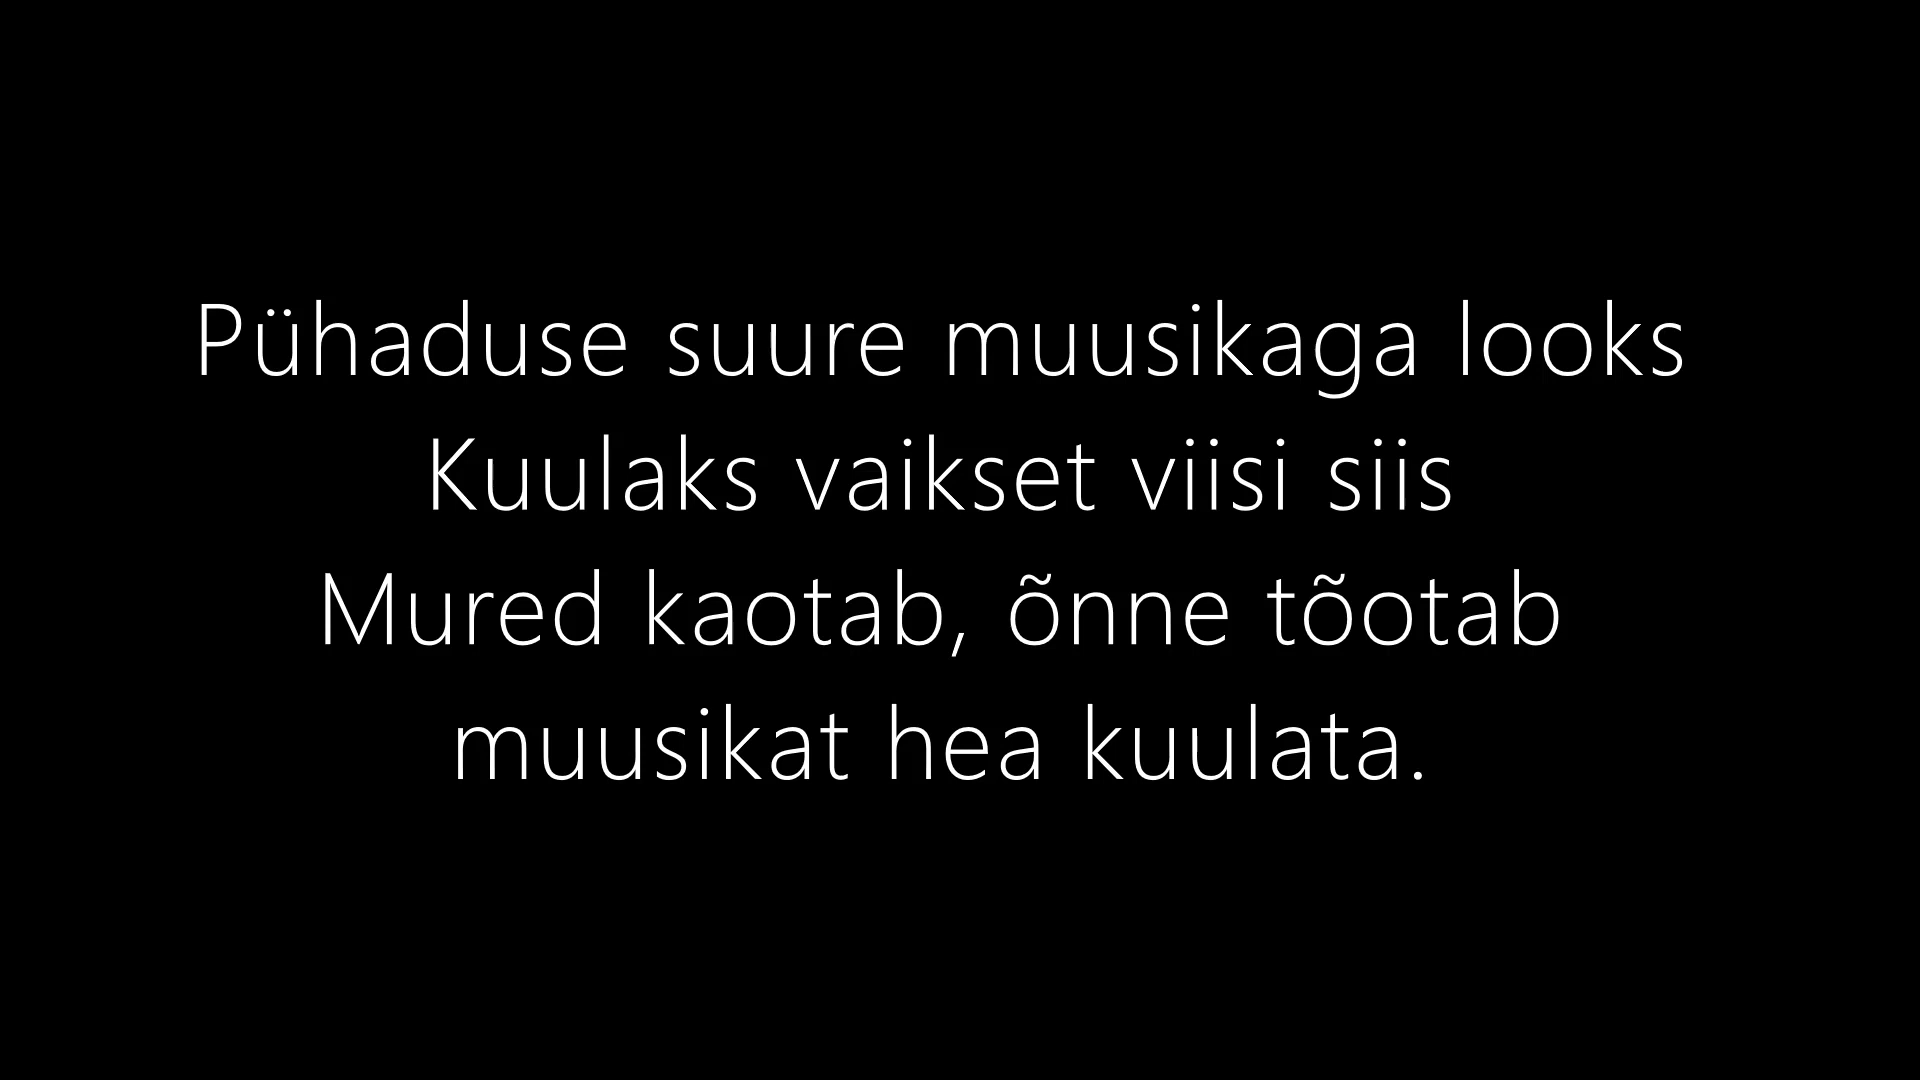 Pühaduse suure muusikaga looks
Kuulaks vaikset viisi siis
Mured kaotab, õnne tõotab
muusikat hea kuulata.